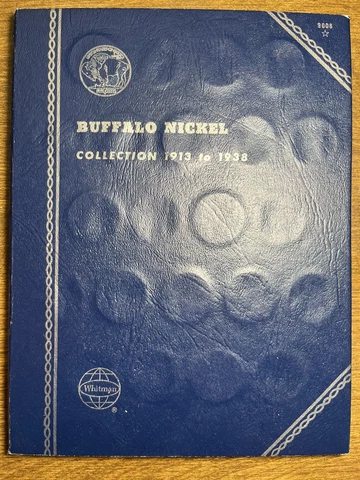 9008
BUFFALO NICKEL
COLLECTION 1913 to 1938
Whitman
®